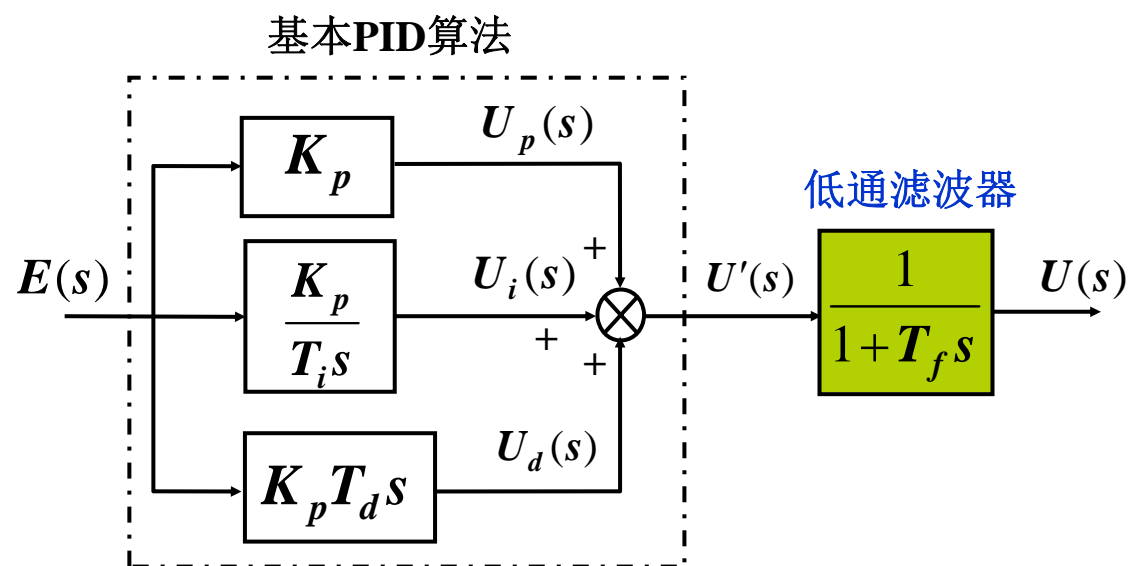 基本PID算法
K_p
U_p(s)
低通滤波器
E(s)
K_p
T_i s
U_i(s)
+
+
+
U'(s)
1
1+T_f s
U(s)
K_p T_d s
U_d(s)